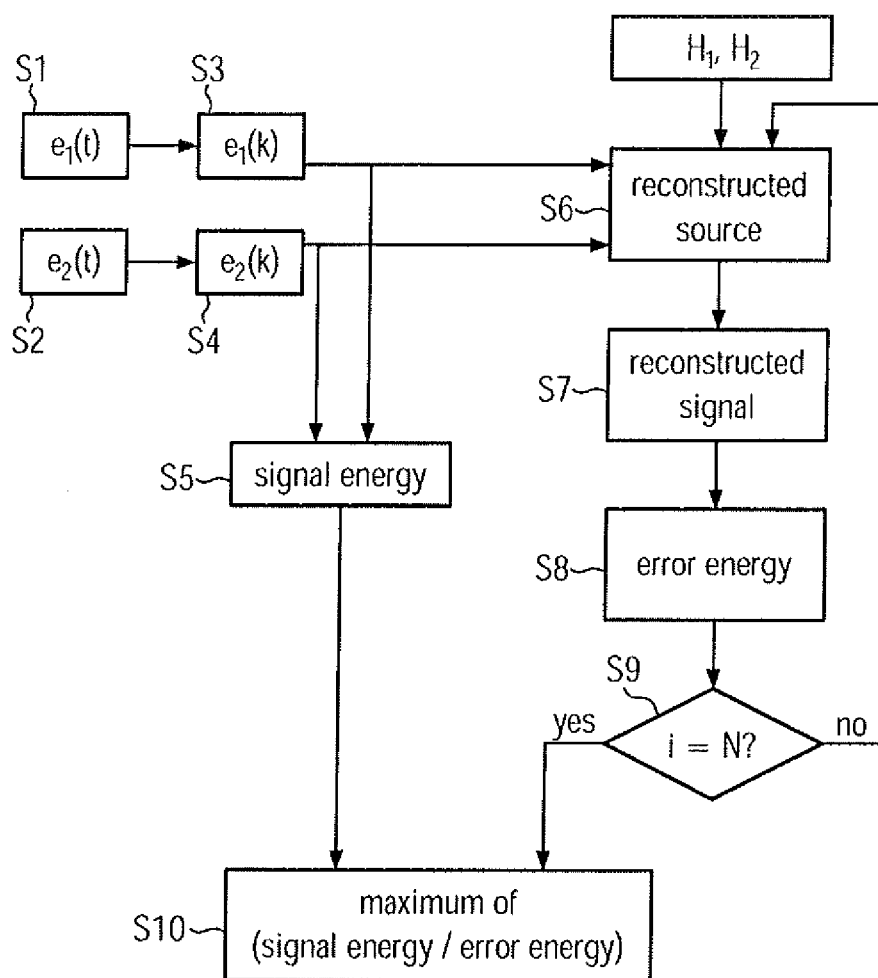 H₁, H₂
S1
S3
e₁(t)
e₁(k)
S6
reconstructed
source
e₂(t)
e₂(k)
S2
S4
S7
reconstructed
signal
S5
signal energy
S8
error energy
S9
yes
i = N?
no
S10
maximum of
(signal energy / error energy)